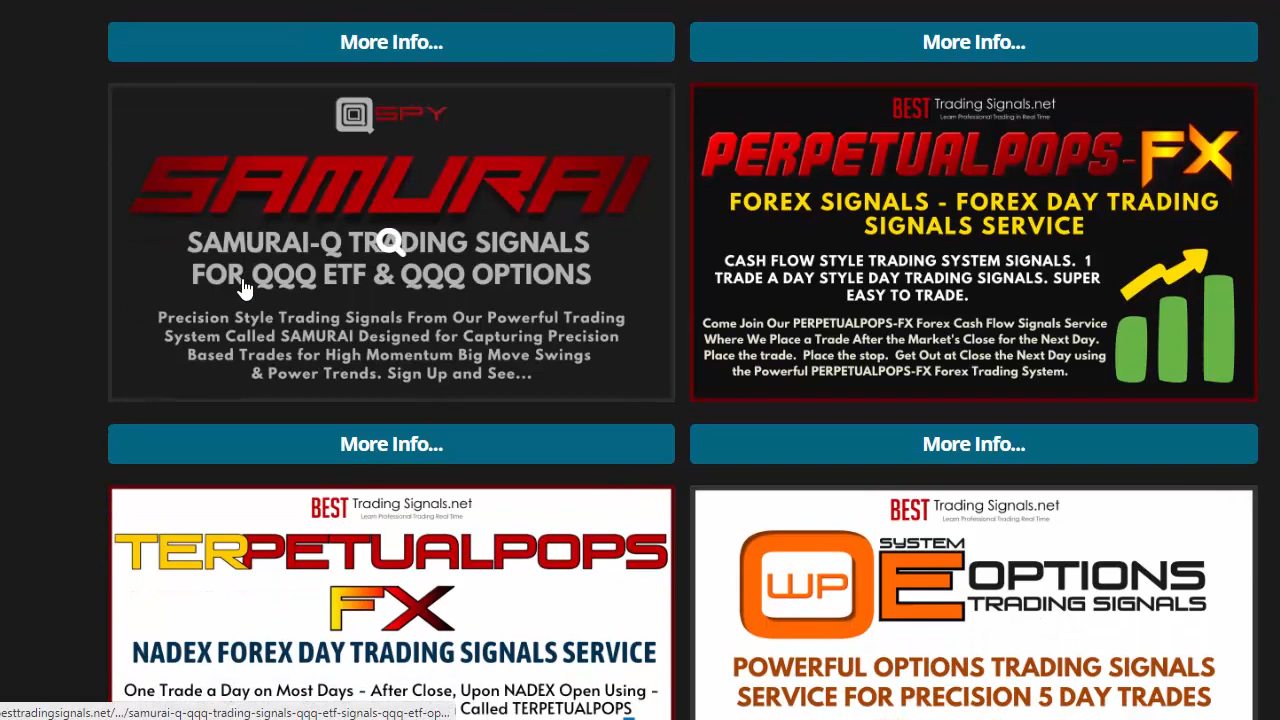 More Info...
More Info...
Q SPY
SAMURAI
SAMURAI-Q TRADING SIGNALS
FOR QQQ ETF & QQQ OPTIONS
Precision Style Trading Signals From Our Powerful Trading
System Called SAMURAI Designed for Capturing Precision
Based Trades for High Momentum Big Move Swings
& Power Trends. Sign Up and See...
BEST Trading Signals.net
Learn Professional Trading in Real Time
PERPETUALPOPS-FX
FOREX SIGNALS - FOREX DAY TRADING
SIGNALS SERVICE
CASH FLOW STYLE TRADING SYSTEM SIGNALS. 1
TRADE A DAY STYLE DAY TRADING SIGNALS. SUPER
EASY TO TRADE.
Come Join Our PERPETUALPOPS-FX Forex Cash Flow Signals Service
Where We Place a Trade After the Market's Close for the Next Day.
Place the trade. Place the stop. Get Out at Close the Next Day using
the Powerful PERPETUALPOPS-FX Forex Trading System.
More Info...
More Info...
BEST Trading Signals.net
Learn Professional Trading Real Time
TERPETUALPOPS
FX
NADEX FOREX DAY TRADING SIGNALS SERVICE
One Trade a Day on Most Days - After Close, Upon NADEX Open Using -
Called TERPETUALPOPS
BEST Trading Signals.net
Learn Professional Trading in Real Time
WP
SYSTEM
E OPTIONS
TRADING SIGNALS
POWERFUL OPTIONS TRADING SIGNALS
SERVICE FOR PRECISION 5 DAY TRADES
besttradingsignals.net/.../samurai-q-qqq-trading-signals-qqq-etf-signals-qqq-etf-op...